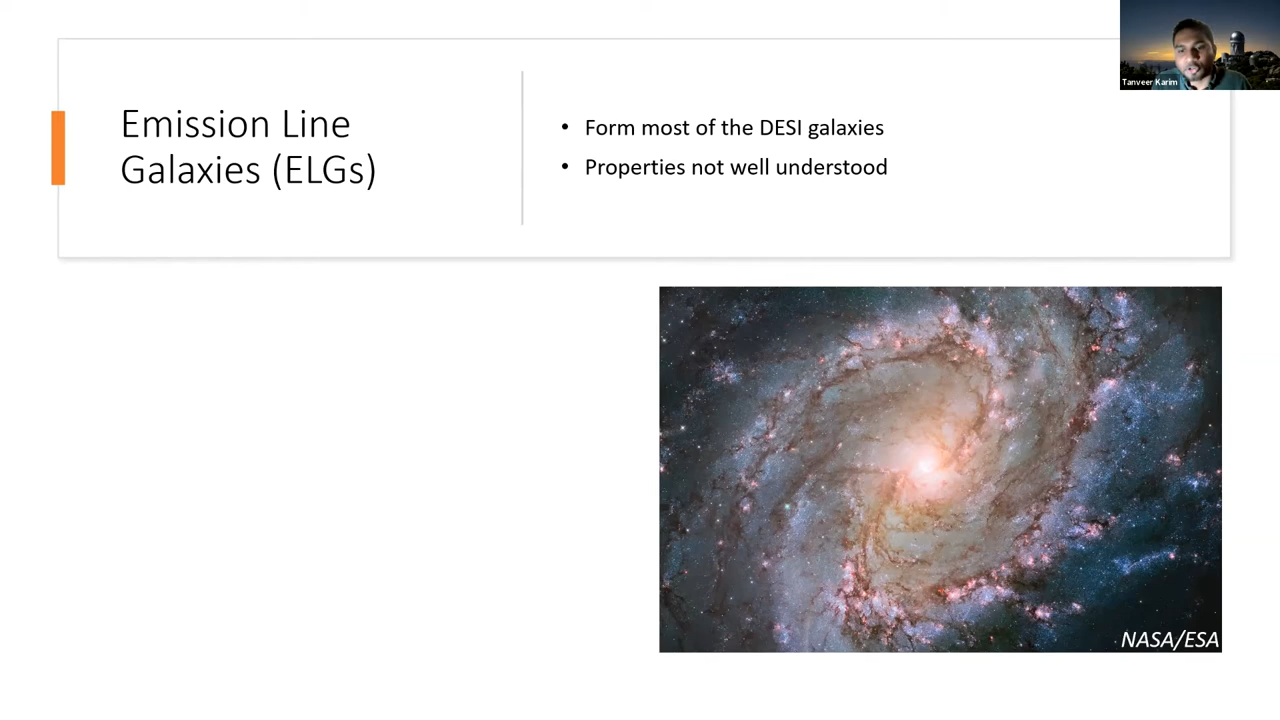 Emission Line
Galaxies (ELGs)
• Form most of the DESI galaxies
• Properties not well understood
Tanveer Karim
NASA/ESA